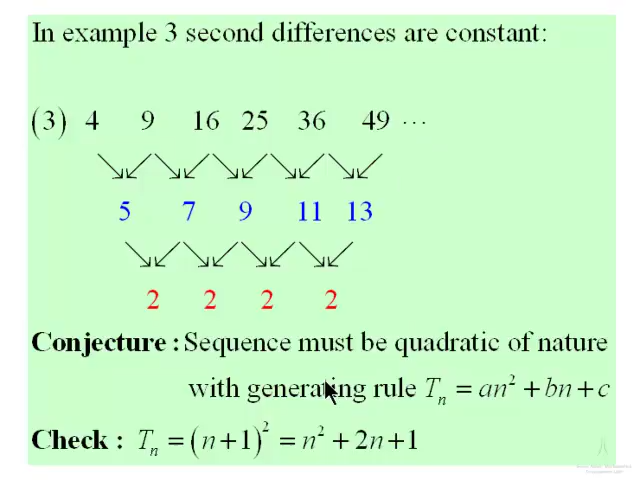 In example 3 second differences are constant:
(3) 4 9 16 25 36 49 ···
5 7 9 11 13
2 2 2 2
Conjecture : Sequence must be quadratic of nature
with generating rule Tₙ = an² + bn + c
Check : Tₙ = (n+1)² = n² + 2n + 1